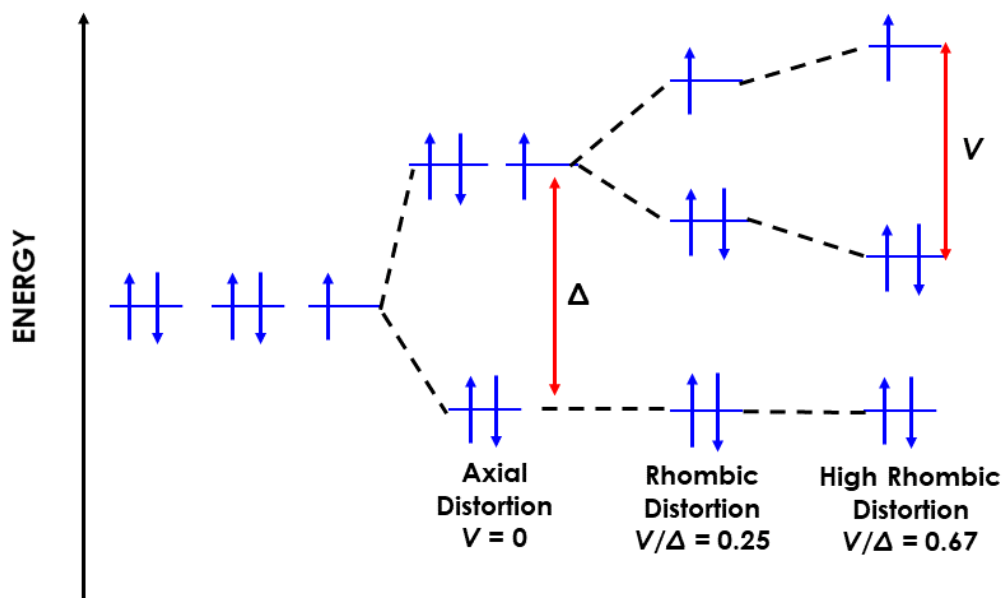 ENERGY
Δ
V
Axial
Distortion
V = 0
Rhombic
Distortion
V/Δ = 0.25
High Rhombic
Distortion
V/Δ = 0.67